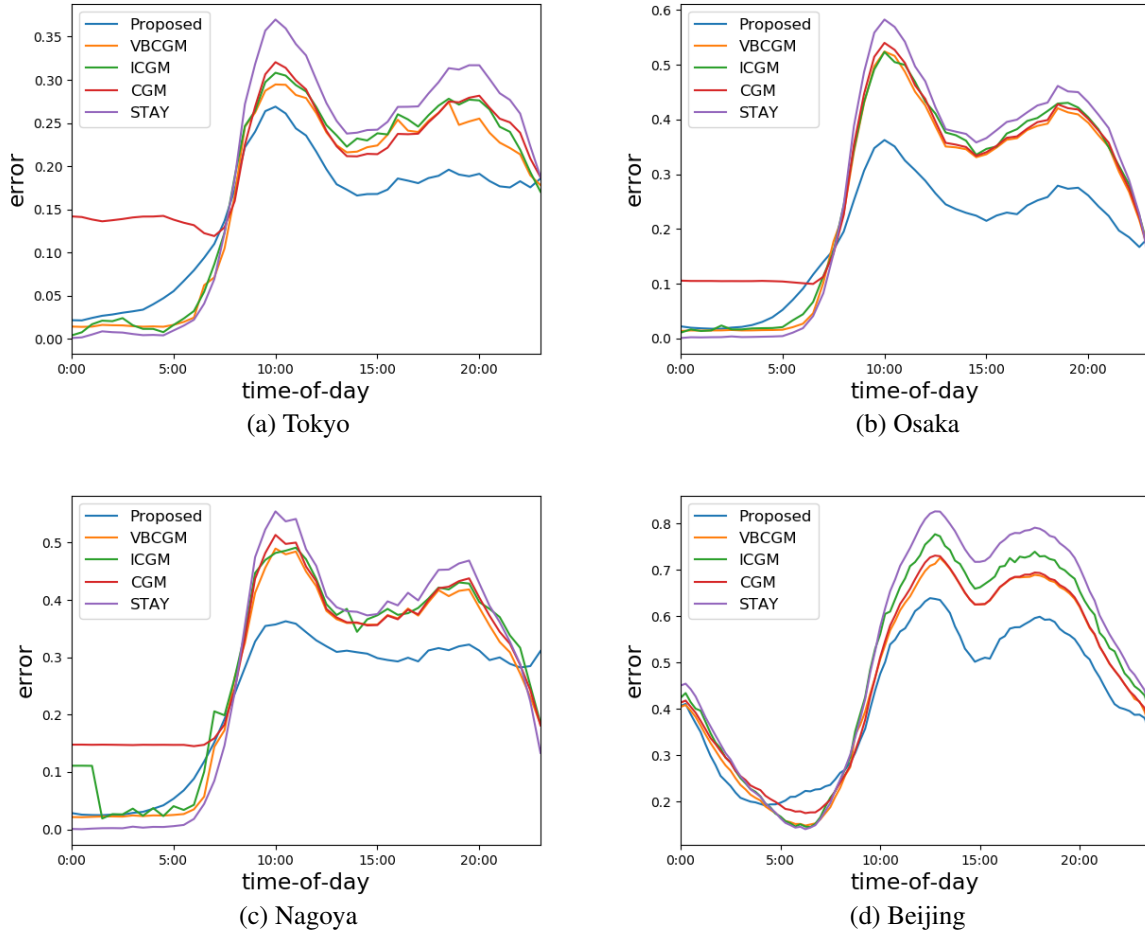 Proposed
VBCGM
ICGM
CGM
STAY
0.35
0.30
0.25
0.20
0.15
0.10
0.05
0.00
error
0:00 5:00 10:00 15:00 20:00
time-of-day
(a) Tokyo
Proposed
VBCGM
ICGM
CGM
STAY
0.6
0.5
0.4
0.3
0.2
0.1
0.0
error
0:00 5:00 10:00 15:00 20:00
time-of-day
(b) Osaka
Proposed
VBCGM
ICGM
CGM
STAY
0.5
0.4
0.3
0.2
0.1
0.0
error
0:00 5:00 10:00 15:00 20:00
time-of-day
(c) Nagoya
Proposed
VBCGM
ICGM
CGM
STAY
0.8
0.7
0.6
0.5
0.4
0.3
0.2
error
0:00 5:00 10:00 15:00 20:00
time-of-day
(d) Beijing